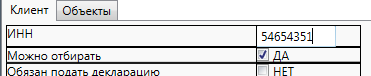 Клиент Объекты
ИНН 54654351
Можно отбирать ДА
Обязан подать декларацию НЕТ